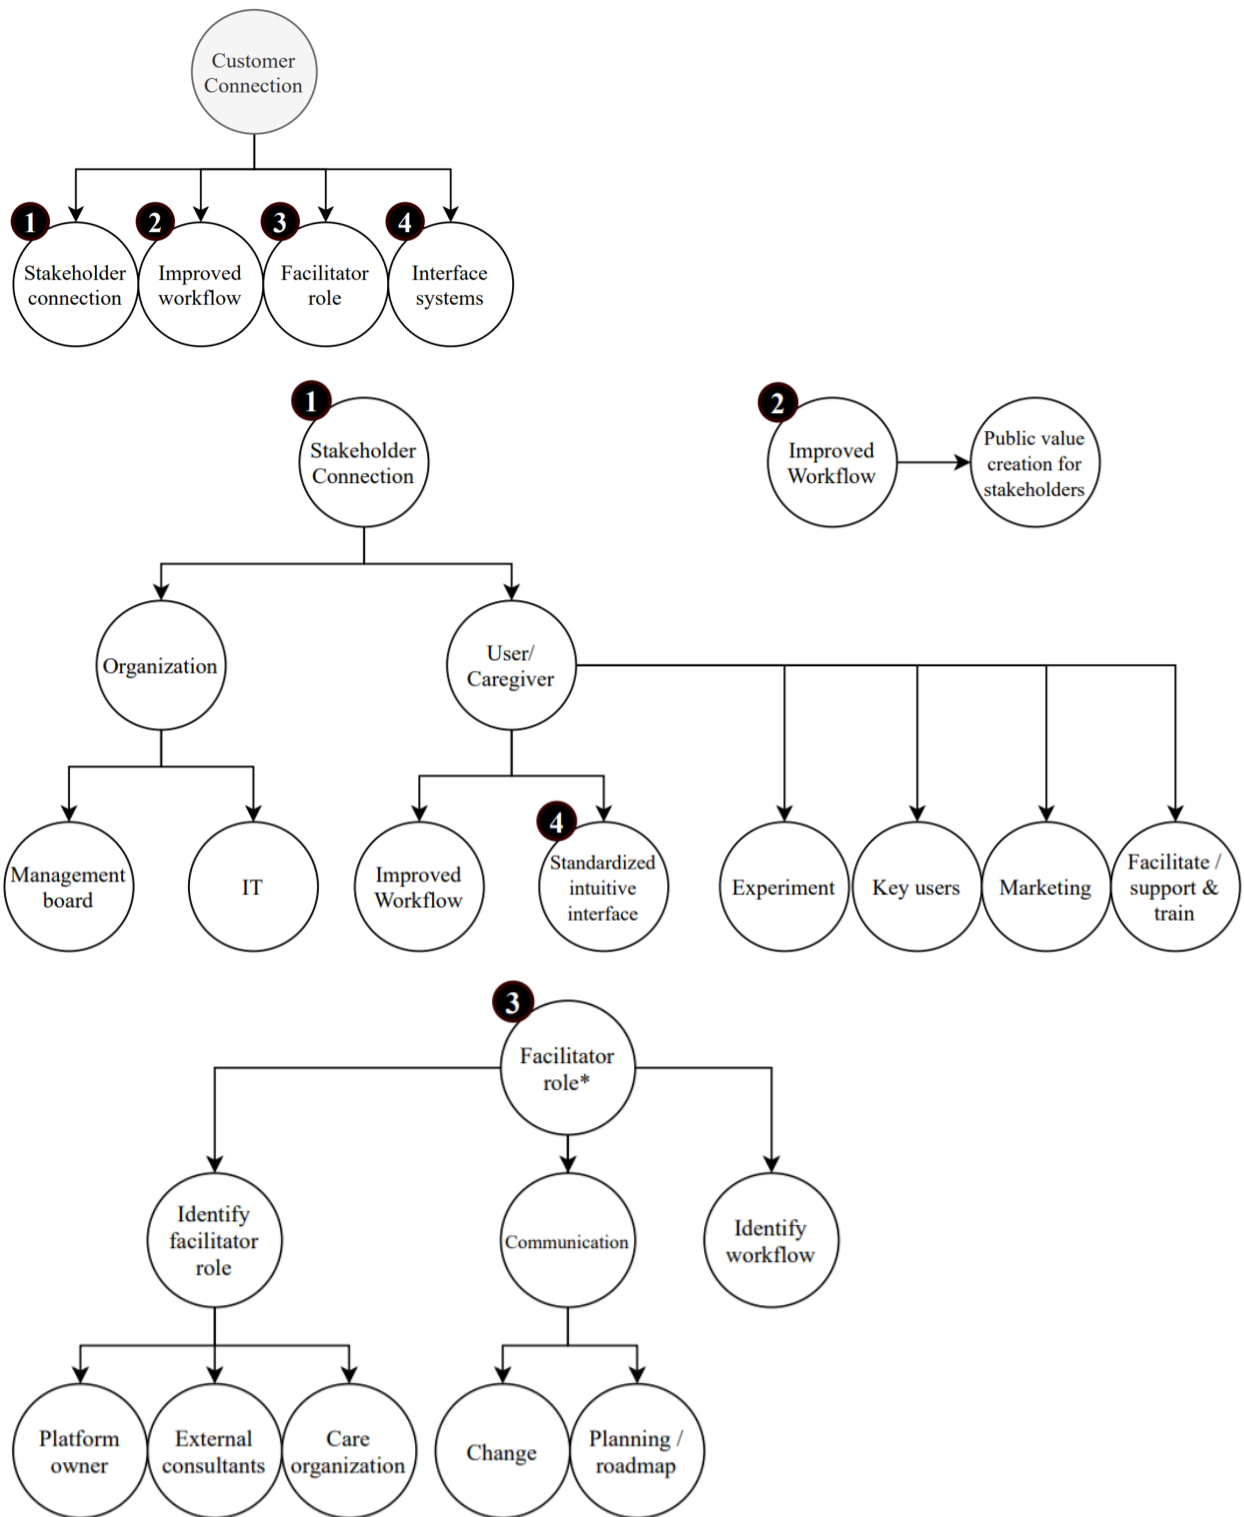 Customer
Connection
1
2
3
4
Stakeholder
connection
Improved
workflow
Facilitator
role
Interface
systems
1
Stakeholder
Connection
2
Improved
Workflow
Public value
creation for
stakeholders
Organization
User/
Caregiver
Management
board
IT
Improved
Workflow
4
Standardized
intuitive
interface
Experiment
Key users
Marketing
Facilitate /
support &
train
3
Facilitator
role*
Identify
facilitator
role
Communication
Identify
workflow
Platform
owner
External
consultants
Care
organization
Change
Planning /
roadmap